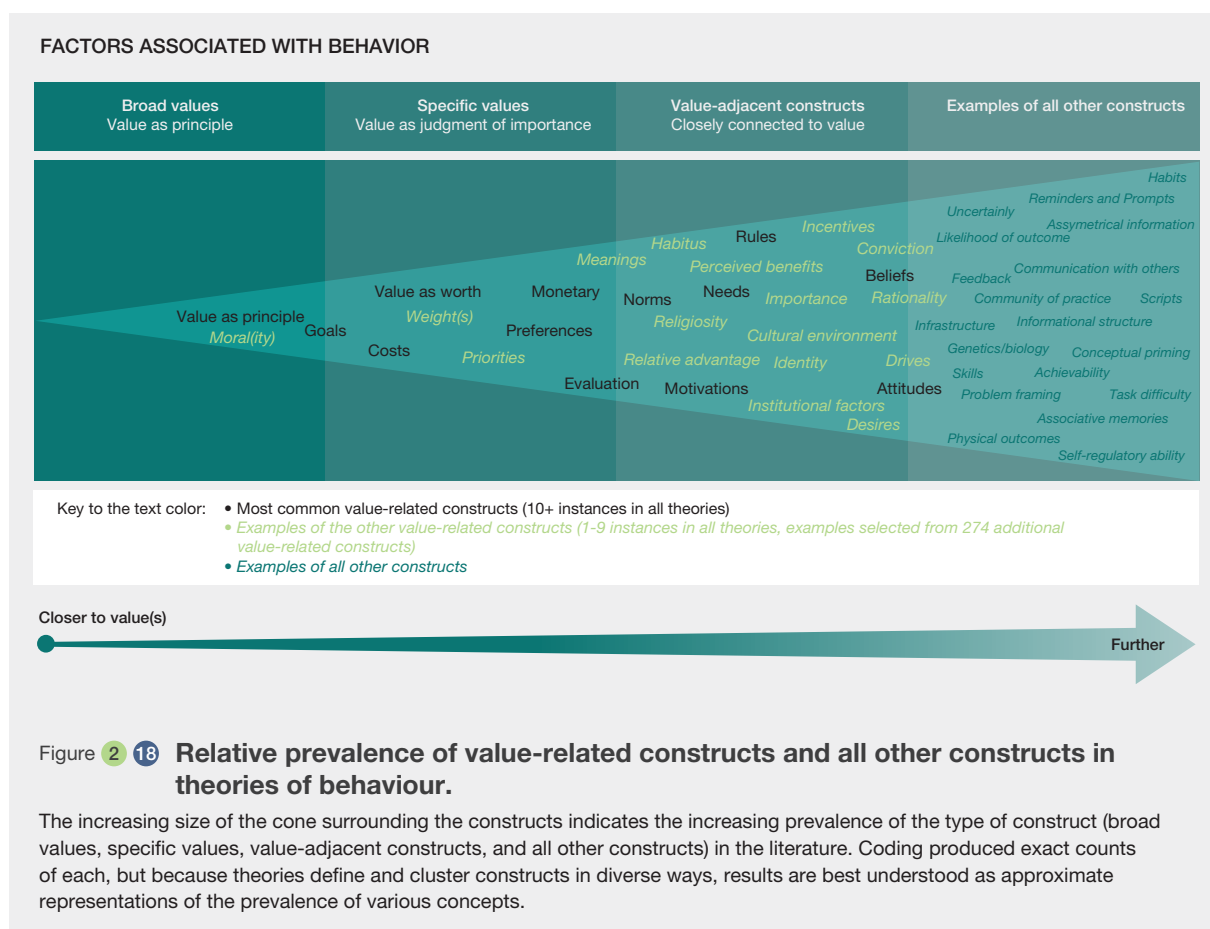 FACTORS ASSOCIATED WITH BEHAVIOR
Broad values
Value as principle
Specific values
Value as judgment of importance
Value-adjacent constructs
Closely connected to value
Examples of all other constructs
Value as principle
Moral(ity)
Goals
Value as worth
Weight(s)
Costs
Priorities
Monetary
Preferences
Evaluation
Meanings
Habitus
Rules
Incentives
Conviction
Perceived benefits
Beliefs
Norms
Needs
Importance
Rationality
Religiosity
Cultural environment
Relative advantage
Identity
Drives
Motivations
Attitudes
Institutional factors
Desires
Habits
Reminders and Prompts
Uncertainly
Assymetrical information
Likelihood of outcome
Communication with others
Feedback
Community of practice
Scripts
Infrastructure
Informational structure
Genetics/biology
Conceptual priming
Skills
Achievability
Problem framing
Task difficulty
Associative memories
Physical outcomes
Self-regulatory ability
Key to the text color:
• Most common value-related constructs (10+ instances in all theories)
• Examples of the other value-related constructs (1-9 instances in all theories, examples selected from 274 additional
value-related constructs)
• Examples of all other constructs
Closer to value(s)
Further
Figure 2 18 Relative prevalence of value-related constructs and all other constructs in
theories of behaviour.
The increasing size of the cone surrounding the constructs indicates the increasing prevalence of the type of construct (broad
values, specific values, value-adjacent constructs, and all other constructs) in the literature. Coding produced exact counts
of each, but because theories define and cluster constructs in diverse ways, results are best understood as approximate
representations of the prevalence of various concepts.